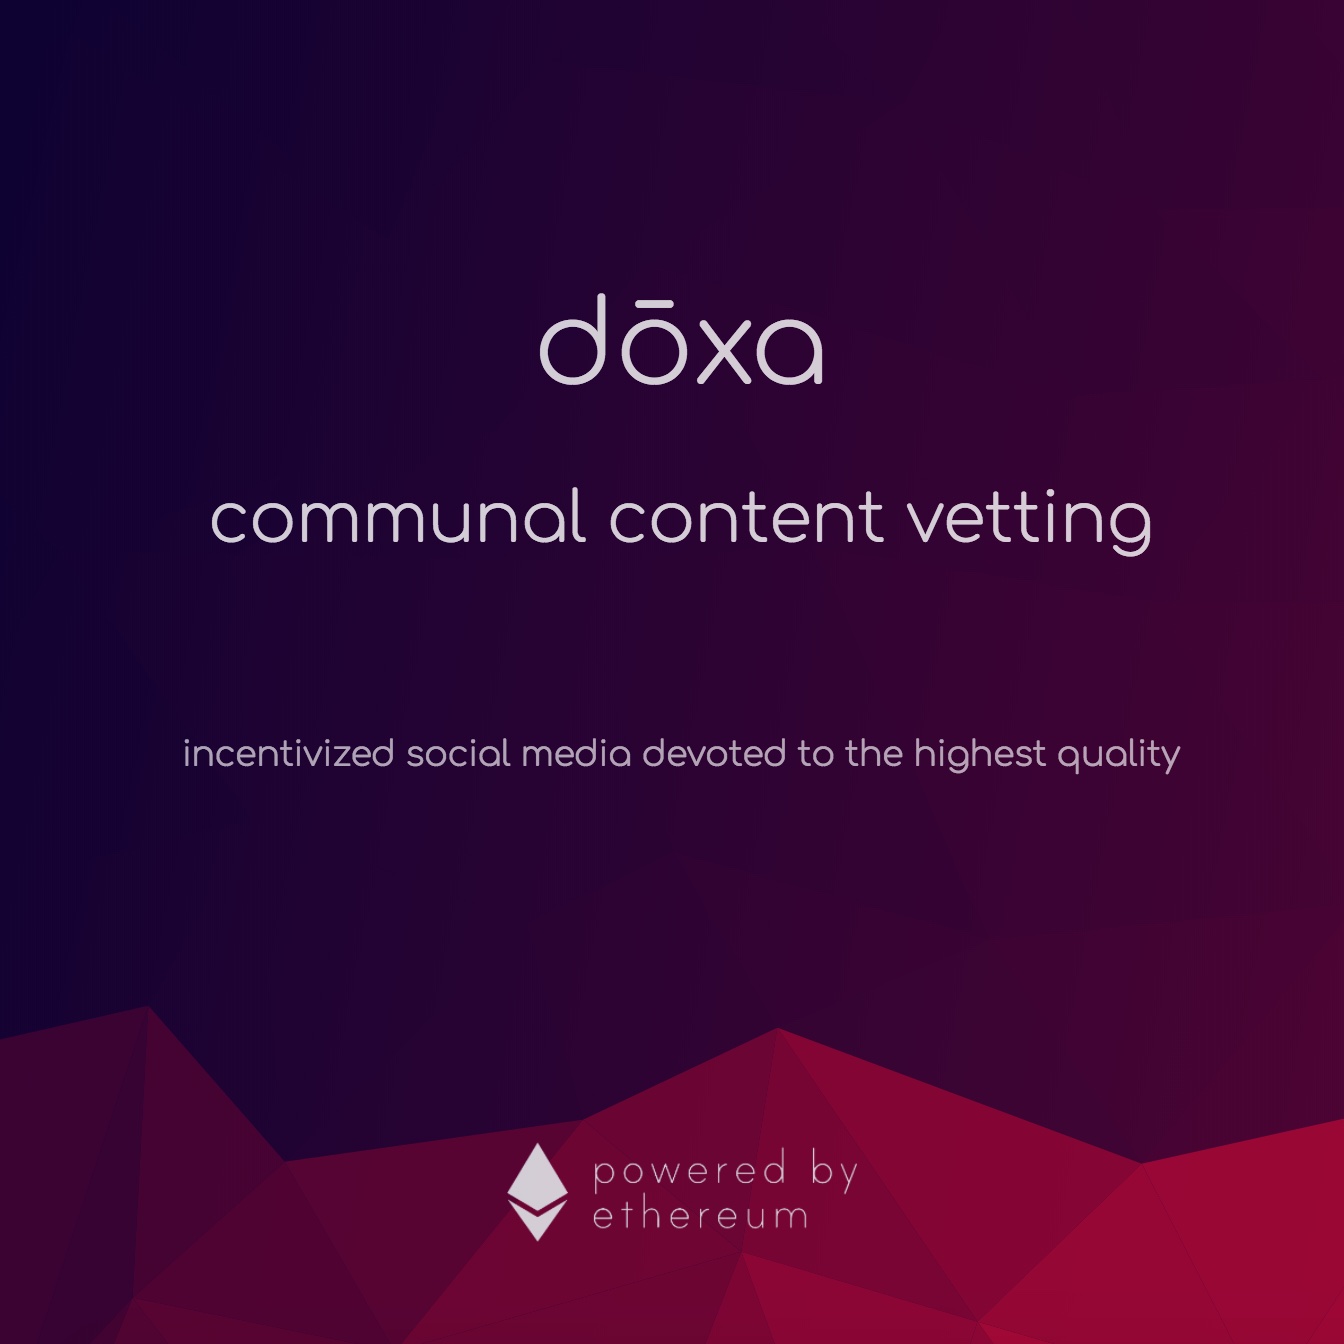 dōxa
communal content vetting
incentivized social media devoted to the highest quality
powered by
ethereum